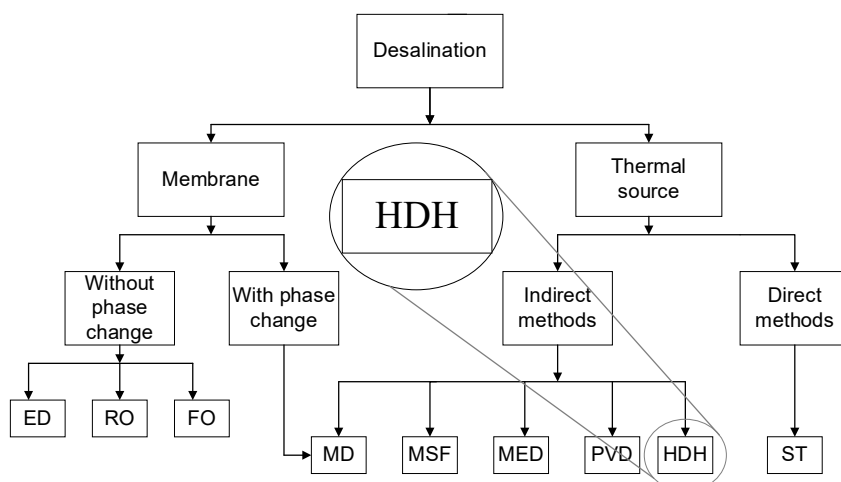 Desalination
Membrane
Thermal
source
HDH
Without
phase
change
With phase
change
Indirect
methods
Direct
methods
ED
RO
FO
MD
MSF
MED
PVD
HDH
ST